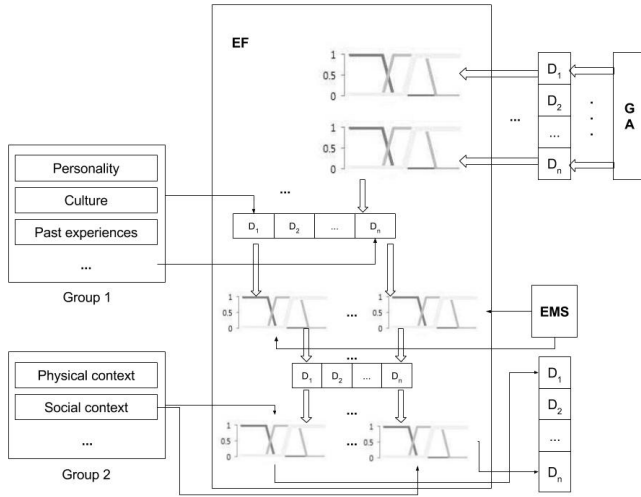 EF
1
0.5
0
1
0.5
0
...
D1
D2
...
Dn
...
G
A
Personality
Culture
Past experiences
...
Group 1
...
D1 D2 ... Dn
1
0.5
0
...
1
0.5
0
EMS
...
D1 D2 ... Dn
Physical context
Social context
...
Group 2
...
1
0.5
0
...
1
0.5
0
D1
D2
...
Dn